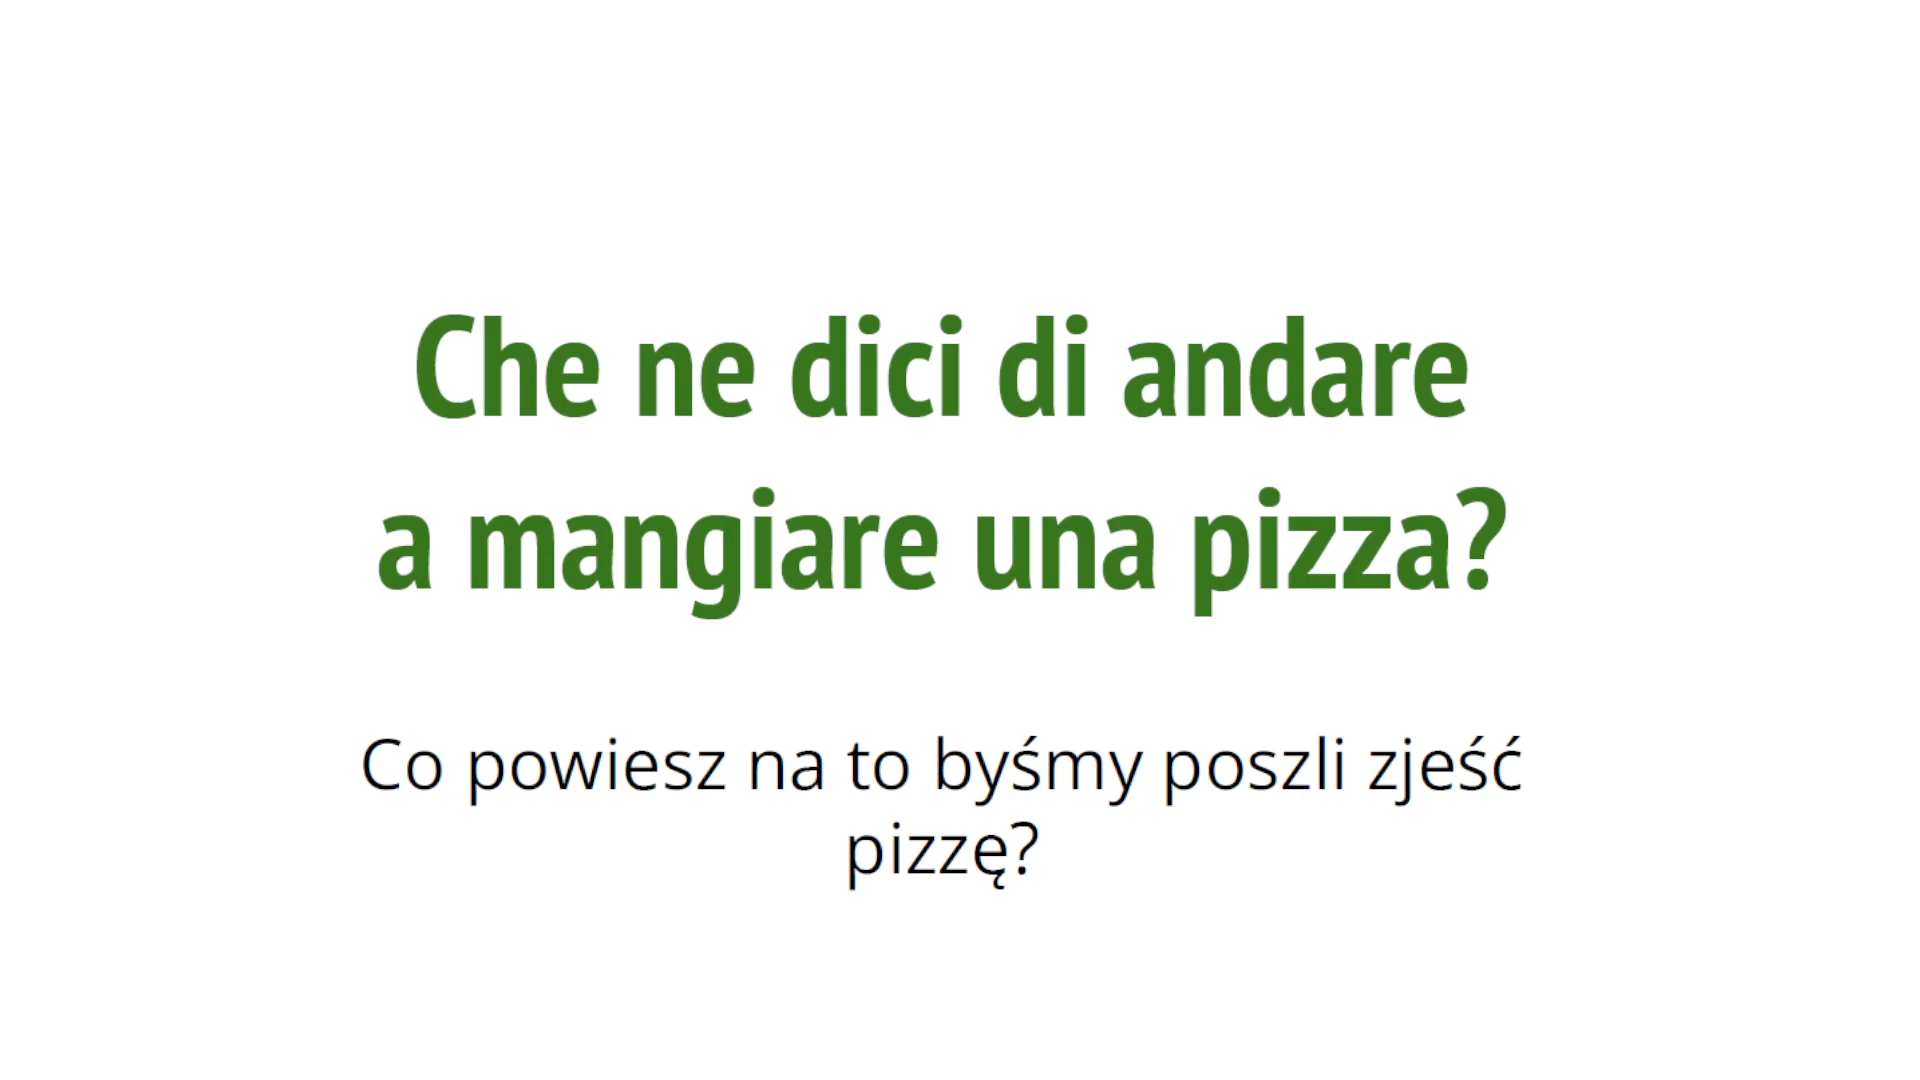 Che ne dici di andare
a mangiare una pizza?
Co powiesz na to byśmy poszli zjeść
pizzę?